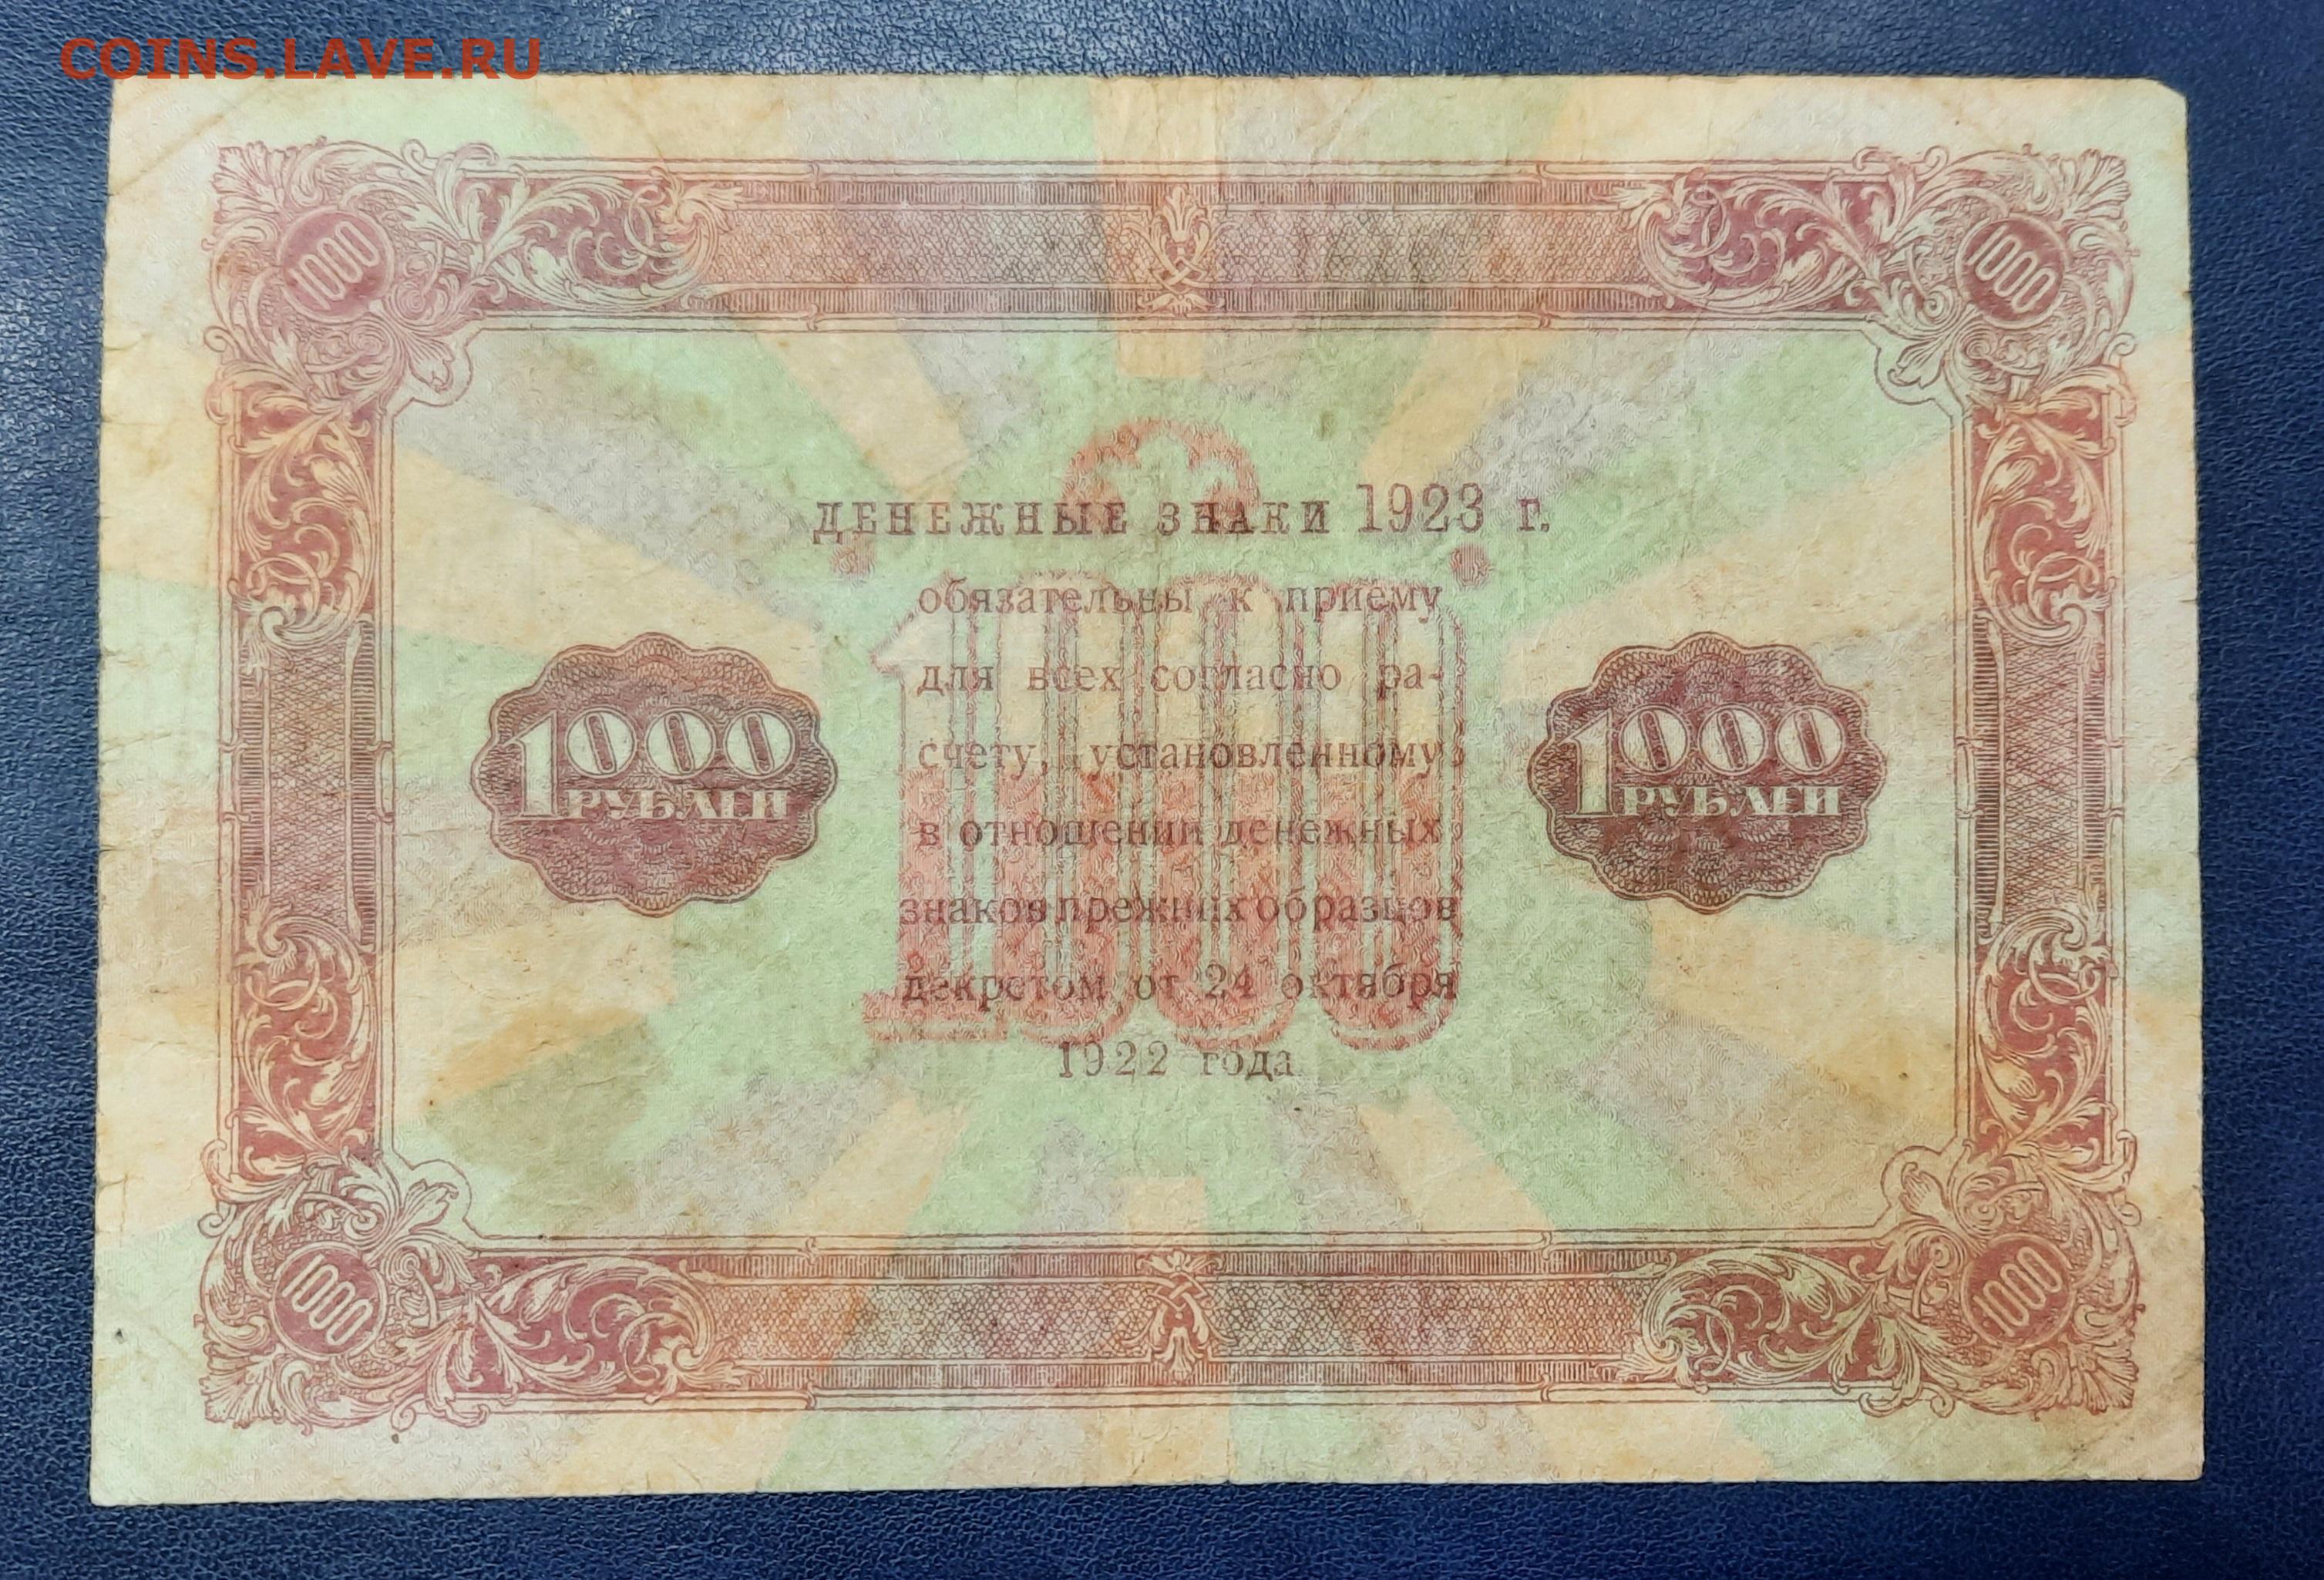 COINS.LAVE.RU
1000
1000
ДЕНЕЖНЫЕ ЗНАКИ 1923 г.
обязательны к приему
для всех согласно ра-
счету, установленному
в отношении денежных
знаков прежних образцов
декретом от 24 октября
1922 года
1000
1000
РУБЛЕЙ
1000
РУБЛЕЙ
1000
1000